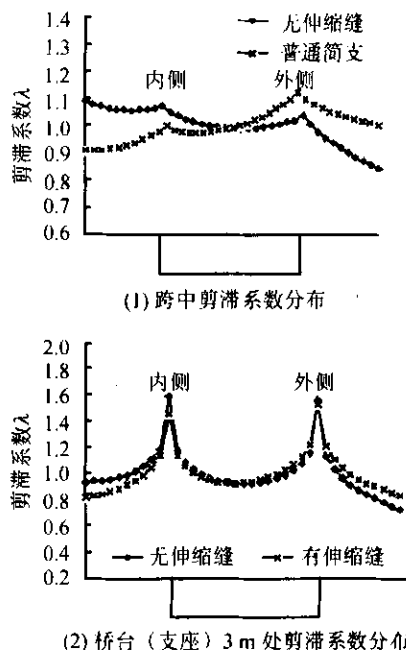 1.4
1.3
1.2
1.1
1.0
0.9
0.8
0.7
0.6
剪滞系数λ
无伸缩缝
普通简支
内侧
外侧
(1) 跨中剪滞系数分布
2.0
1.8
1.6
1.4
1.2
1.0
0.8
0.6
0.4
0.2
剪滞系数λ
内侧
外侧
无伸缩缝
有伸缩缝
(2) 桥台（支座）3 m 处剪滞系数分布